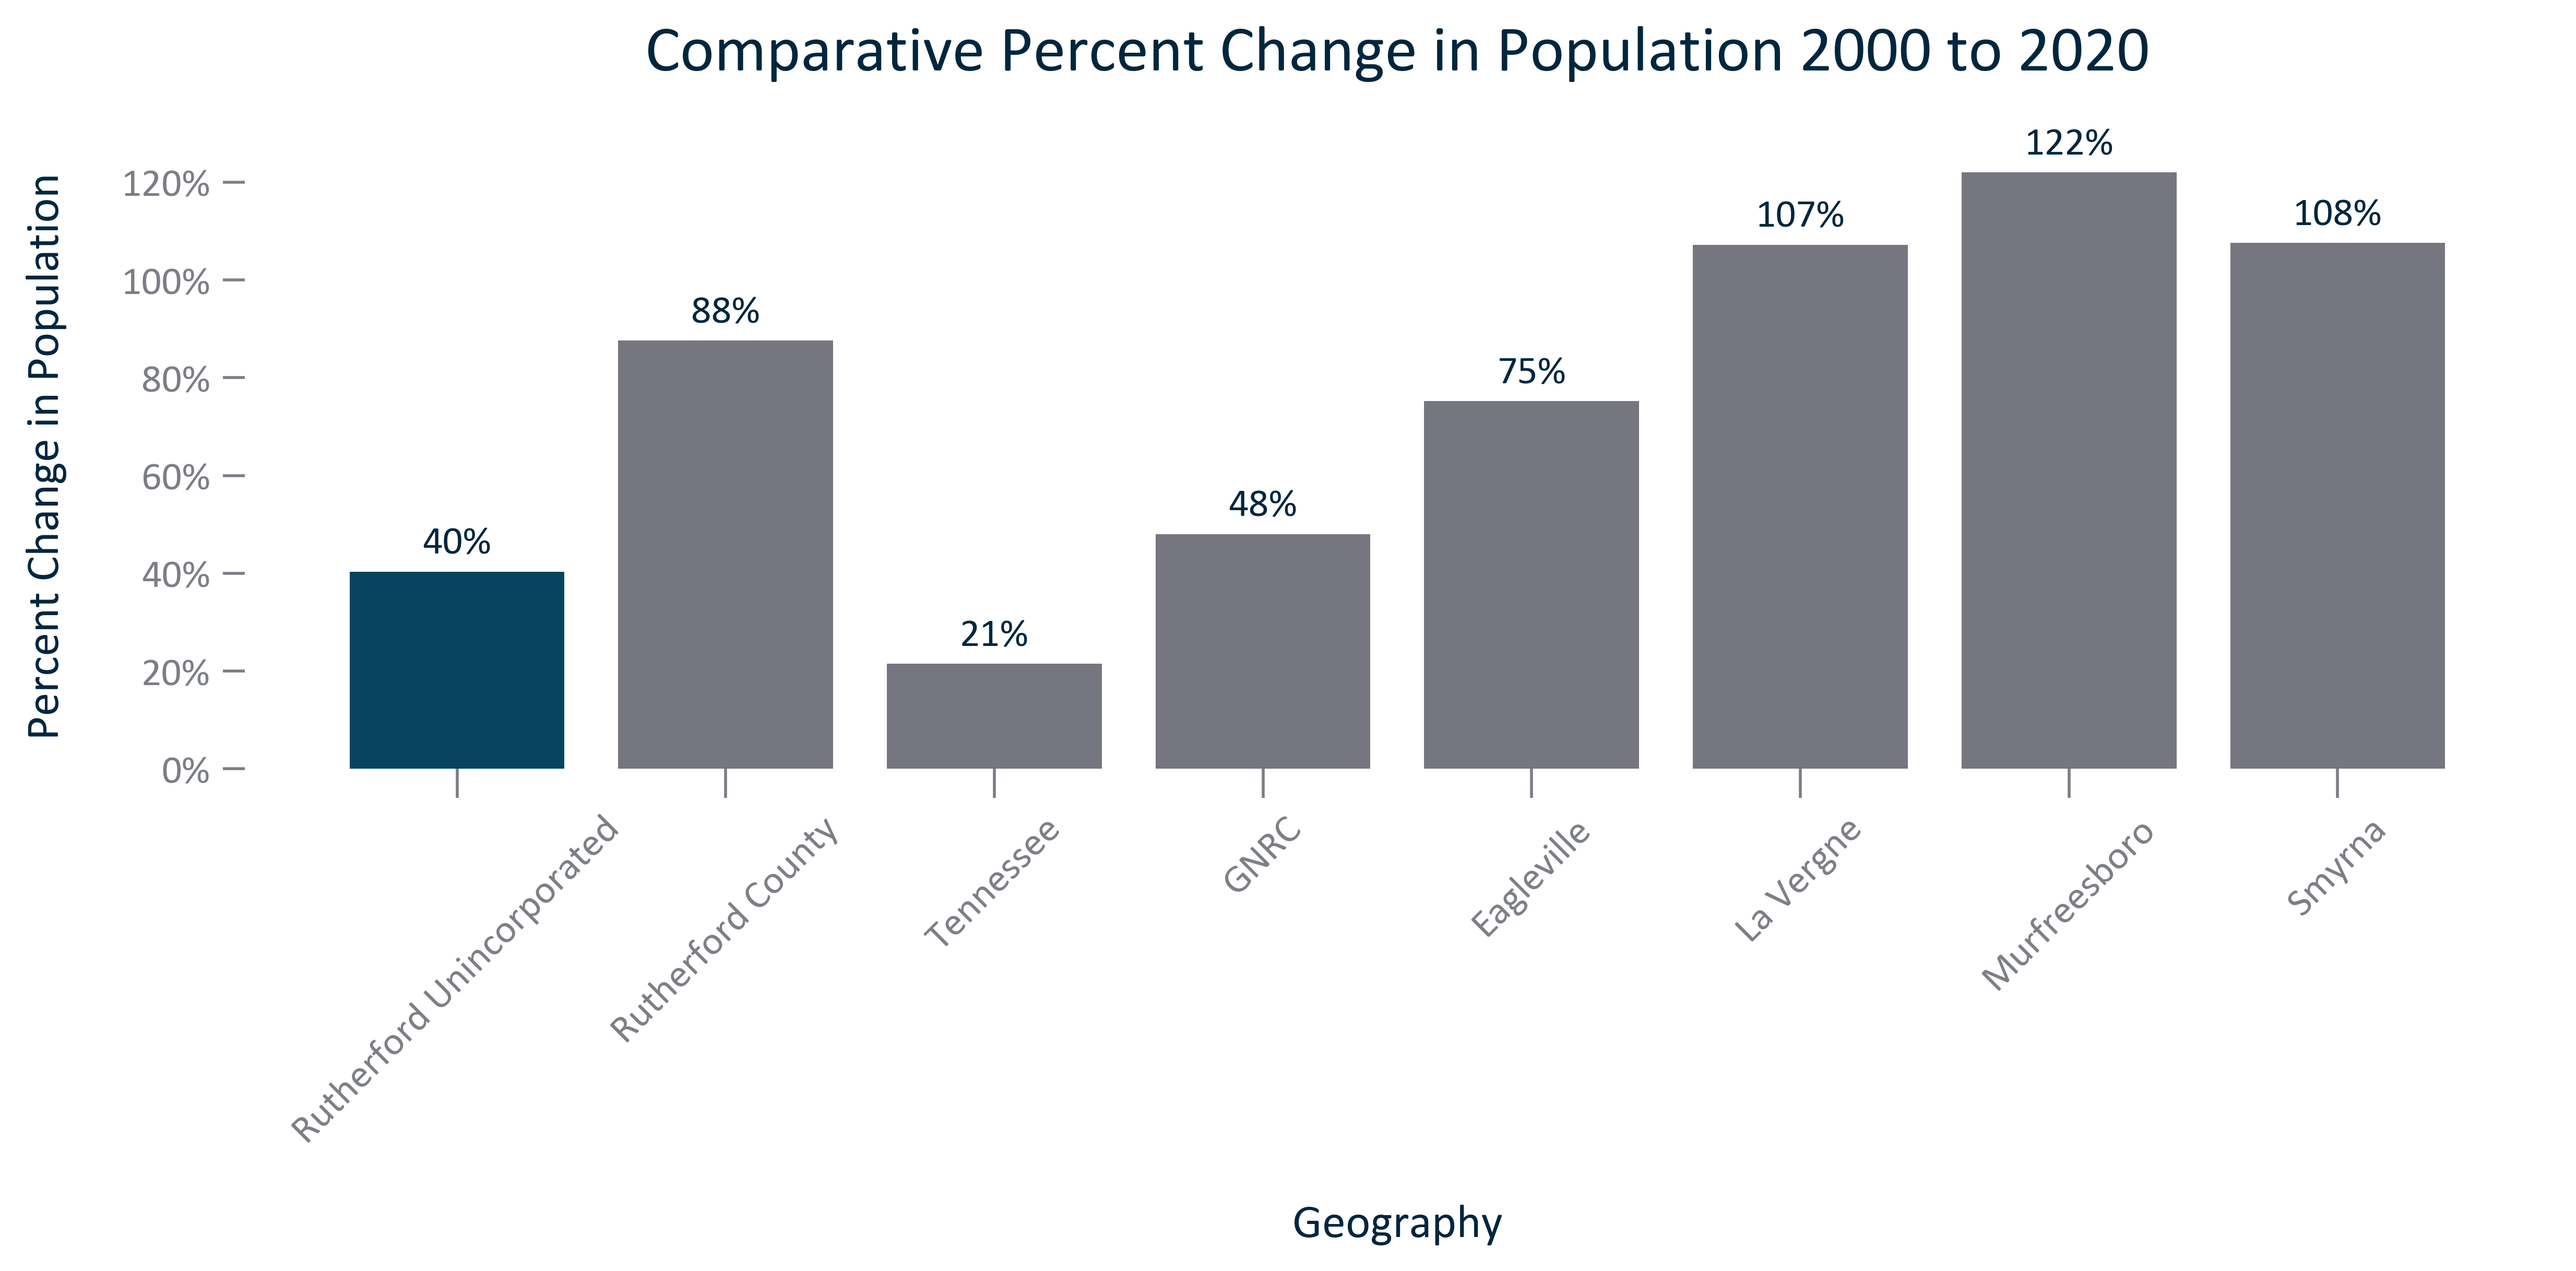 Comparative Percent Change in Population 2000 to 2020
Percent Change in Population
120%
100%
80%
60%
40%
20%
0%
40%
88%
21%
48%
75%
107%
122%
108%
Rutherford Unincorporated
Rutherford County
Tennessee
GNRC
Eagleville
La Vergne
Murfreesboro
Smyrna
Geography